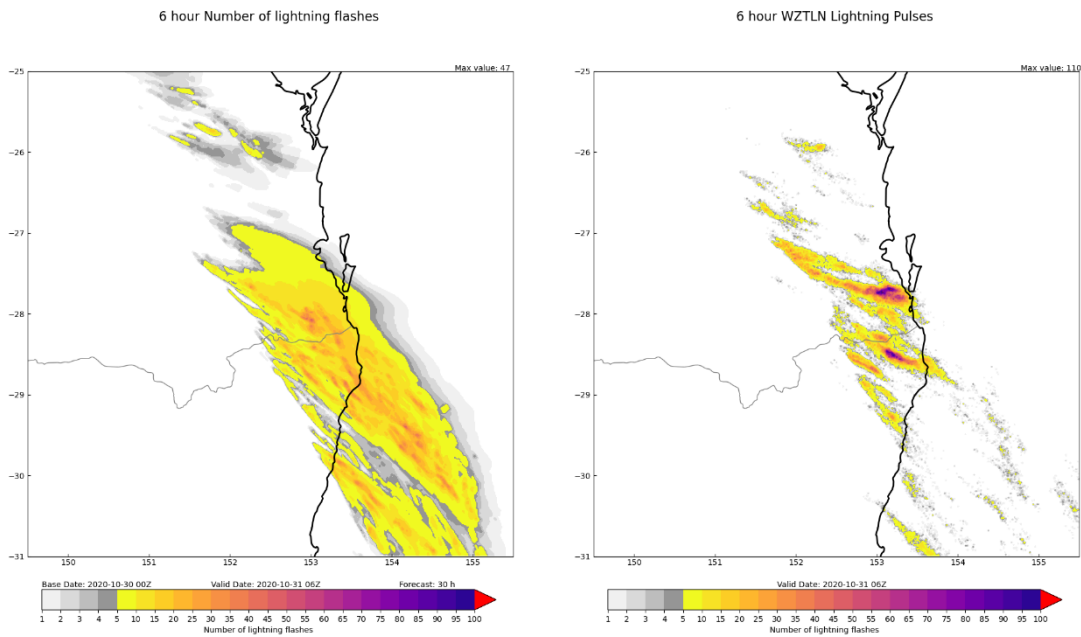 6 hour Number of lightning flashes
Max value: 47
−25
−26
−27
−28
−29
−30
−31
150 151 152 153 154 155
Base Date: 2020-10-30 00Z Valid Date: 2020-10-31 06Z Forecast: 30 h
1 2 3 4 5 10 15 20 25 30 35 40 45 50 55 60 65 70 75 80 85 90 95 100
Number of lightning flashes
6 hour WZTLN Lightning Pulses
Max value: 110
−25
−26
−27
−28
−29
−30
−31
150 151 152 153 154 155
Valid Date: 2020-10-31 06Z
1 2 3 4 5 10 15 20 25 30 35 40 45 50 55 60 65 70 75 80 85 90 95 100
Number of lightning flashes